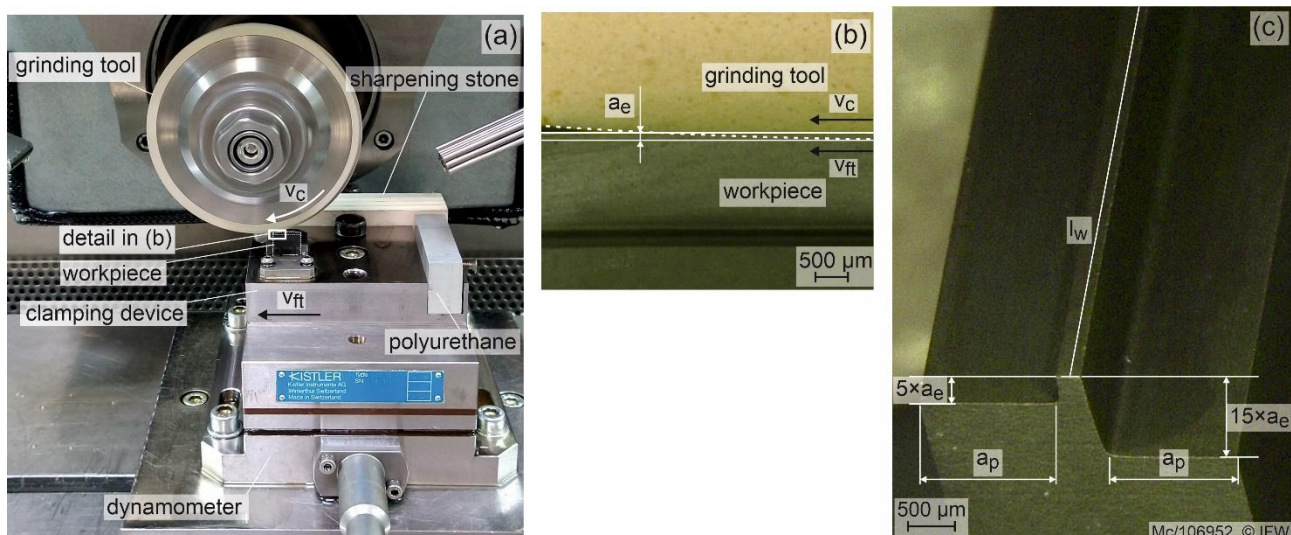 (a)
grinding tool
sharpening stone
vc
detail in (b)
workpiece
clamping device
vft
polyurethane
KISTLER
Kistler Instrumente AG
Winterthur Switzerland
Made in Switzerland
SN
dynamometer
(b)
grinding tool
ae
vc
vft
workpiece
500 µm
(c)
lw
5×ae
15×ae
ap
ap
500 µm
Mc/106952 ©IFW